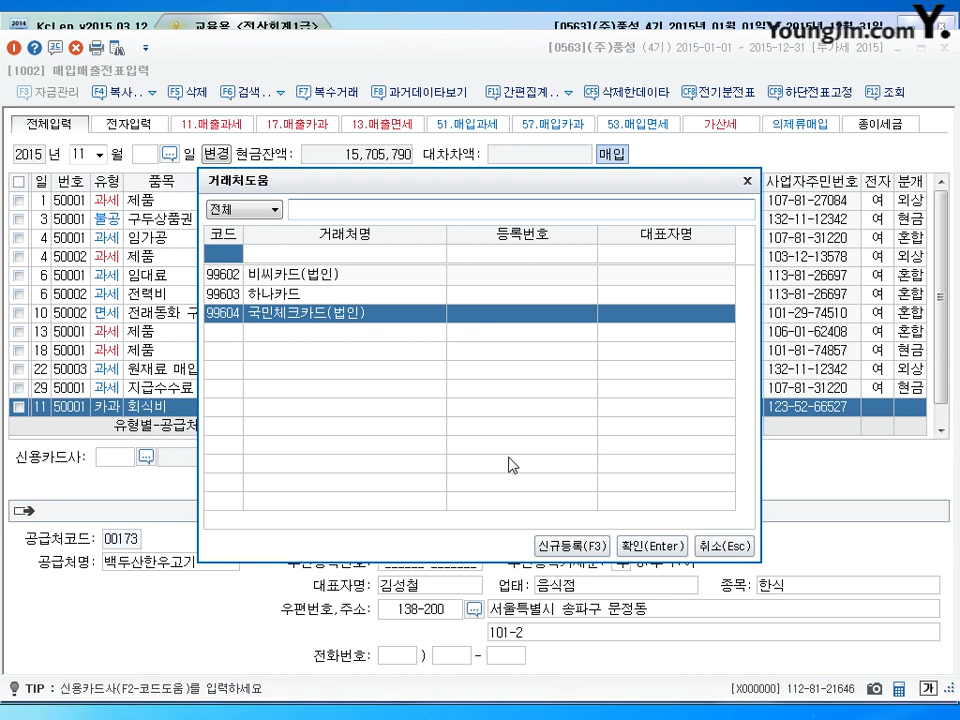 2014 KcLep v2015.03.12 교육용 <전산회계1급> [0563](주)풍성 4기 2015년 01월 01일~2015년 12월 31일
YoungJin.com Y.
[0563](주)풍성 (4기) 2015-01-01 ~ 2015-12-31 [부가세 2015]
[1002] 매입매출전표입력
F3 자금관리 F4 복사.. F5 삭제 F6 검색.. F7 복수거래 F8 과거데이타보기 F11 간편집계.. CF5 삭제한데이타 CF8 전기분전표 CF9 하단전표고정 F12 조회
전체입력 전자입력 11.매출과세 17.매출카과 13.매출면세 51.매입과세 57.매입카과 53.매입면세 가산세 의제류매입 종이세금
2015 년 11 월 일 변경 현금잔액: 15,705,790 대차차액: 매입
일 번호 유형 품목 사업자주민번호 전자 분개
1 50001 과세 제품 107-81-27084 여 외상
3 50001 불공 구두상품권 132-11-12342 여 현금
4 50001 과세 임가공 107-81-31220 여 혼합
4 50002 과세 제품 103-12-13578 여 외상
6 50001 과세 임대료 113-81-26697 여 혼합
6 50002 과세 전력비 113-81-26697 여 혼합
10 50002 면세 전래동화 구 101-29-74510 여 혼합
13 50001 과세 제품 106-01-62408 여 혼합
18 50001 과세 제품 101-81-74857 여 현금
22 50003 과세 원재료 매입 132-11-12342 여 외상
29 50001 과세 지급수수료 107-81-31220 여 현금
11 50001 카과 회식비 123-52-66527
유형별-공급처
신용카드사:
거래처도움
전체
코드 거래처명 등록번호 대표자명
99602 비씨카드(법인)
99603 하나카드
99604 국민체크카드(법인)
신규등록(F3) 확인(Enter) 취소(Esc)
공급처코드: 00173
공급처명: 백두산한우고기
대표자명: 김성철 업태: 음식점 종목: 한식
우편번호,주소: 138-200 서울특별시 송파구 문정동
101-2
전화번호: ) -
TIP : 신용카드사(F2-코드도움)를 입력하세요 [X000000] 112-81-21646 가